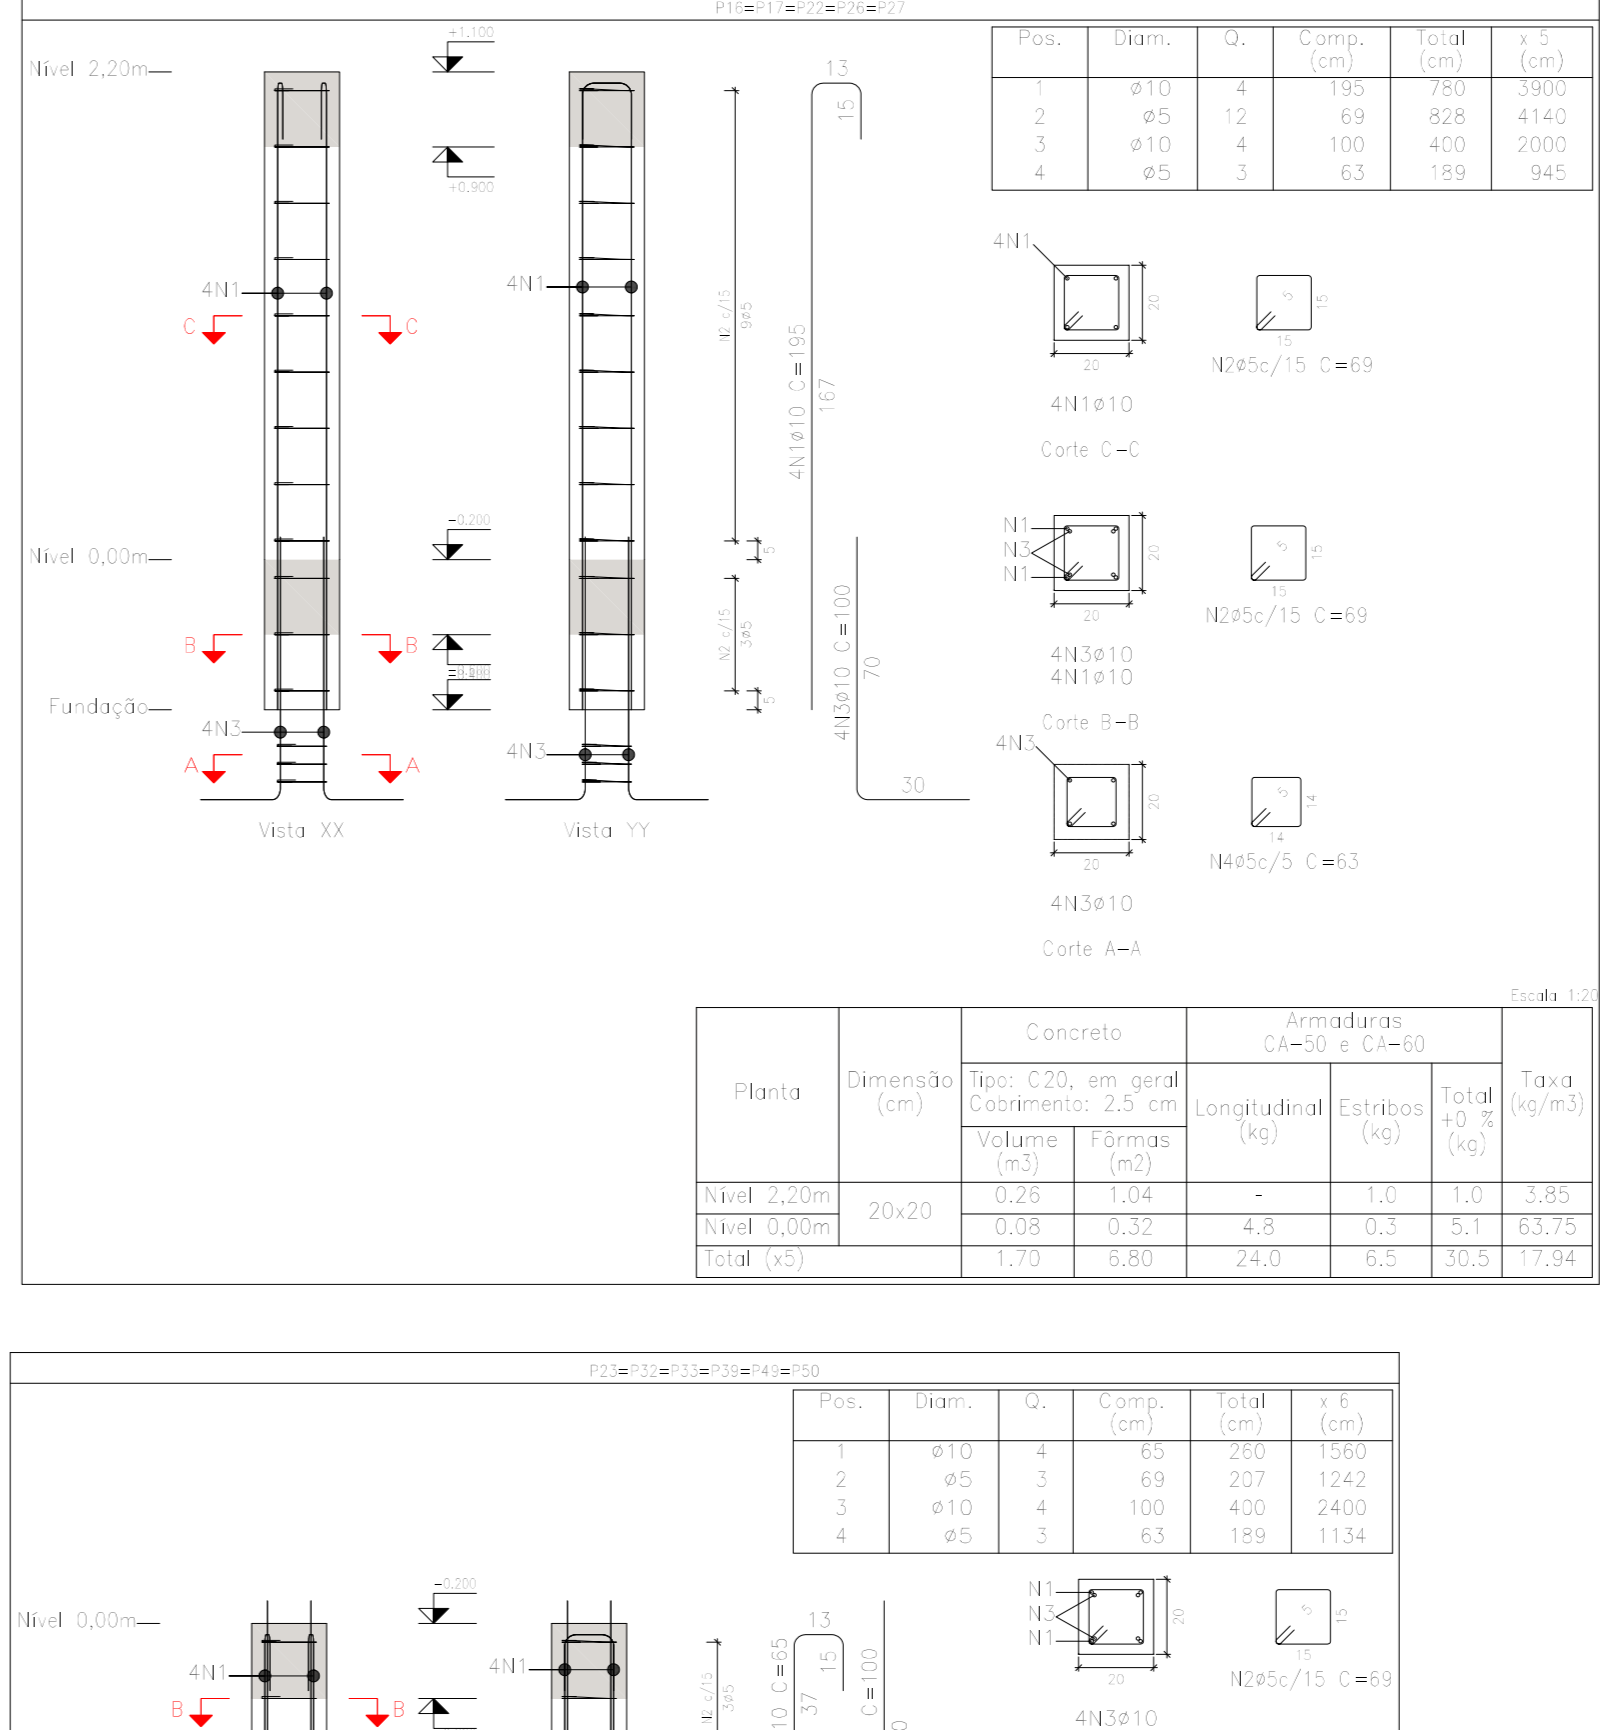 P16=P17=P22=P26=P27
Pos. Diam. Q. Comp. (cm) Total (cm) x 5 (cm)
1 ø10 4 195 780 3900
2 ø5 12 69 828 4140
3 ø10 4 100 400 2000
4 ø5 3 63 189 945
Nível 2,20m
+1.100
+0.900
4N1
4N1
C
C
Nível 0,00m
-0.200
B
B
Fundação
4N3
4N3
A
A
Vista XX
Vista YY
N2 c/15
9ø5
5
N2 c/15
3ø5
5
13
15
4N1ø10 C=195
167
4N3ø10 C=100
70
30
4N1
20
20
4N1ø10
Corte C-C
5
15
15
N2ø5c/15 C=69
N1
N3
N1
20
20
4N3ø10
4N1ø10
Corte B-B
5
15
15
N2ø5c/15 C=69
4N3
20
20
4N3ø10
Corte A-A
5
14
14
N4ø5c/5 C=63
Escala 1:20
Planta
Dimensão (cm)
Concreto
Armaduras
CA-50 e CA-60
Taxa (kg/m3)
Tipo: C20, em geral
Cobrimento: 2.5 cm
Longitudinal (kg)
Estribos (kg)
Total +0 % (kg)
Volume (m3)
Fôrmas (m2)
Nível 2,20m 20x20 0.26 1.04 - 1.0 1.0 3.85
Nível 0,00m 0.08 0.32 4.8 0.3 5.1 63.75
Total (x5) 1.70 6.80 24.0 6.5 30.5 17.94
P23=P32=P33=P39=P49=P50
Pos. Diam. Q. Comp. (cm) Total (cm) x 6 (cm)
1 ø10 4 65 260 1560
2 ø5 3 69 207 1242
3 ø10 4 100 400 2400
4 ø5 3 63 189 1134
Nível 0,00m
-0.200
4N1
4N1
B
B
N2 c/15
3ø5
13
15
10 C=65
37
C=100
N1
N3
N1
20
20
4N3ø10
5
15
15
N2ø5c/15 C=69